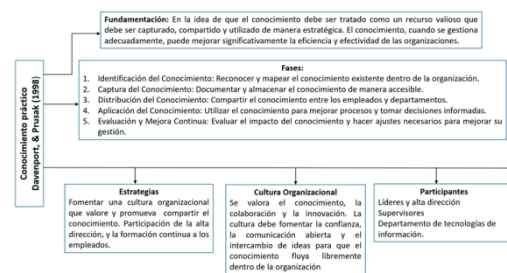 Fundamentación: En la idea de que el conocimiento debe ser tratado como un recurso valioso que
debe ser capturado, compartido y utilizado de manera estratégica. El conocimiento, cuando se gestiona
adecuadamente, puede mejorar significativamente la eficiencia y efectividad de las organizaciones.
Conocimiento práctico
Davenport, & Prusak (1998)
Fases:
1. Identificación del Conocimiento: Reconocer y mapear el conocimiento existente dentro de la organización.
2. Captura del Conocimiento: Documentar y almacenar el conocimiento de manera accesible.
3. Distribución del Conocimiento: Compartir el conocimiento entre los empleados y departamentos.
4. Aplicación del Conocimiento: Utilizar el conocimiento para mejorar procesos y tomar decisiones informadas.
5. Evaluación y Mejora Continua: Evaluar el impacto del conocimiento y hacer ajustes necesarios para mejorar su
gestión.
Estrategias
Fomentar una cultura organizacional
que valore y promueva compartir el
conocimiento. Participación de la alta
dirección, y la formación continua a los
empleados.
Cultura Organizacional
Se valora el conocimiento, la
colaboración y la innovación. La
cultura debe fomentar la confianza,
la comunicación abierta y el
intercambio de ideas para que el
conocimiento fluya libremente
dentro de la organización
Participantes
Líderes y alta dirección
Supervisores
Departamento de tecnologías de
información.